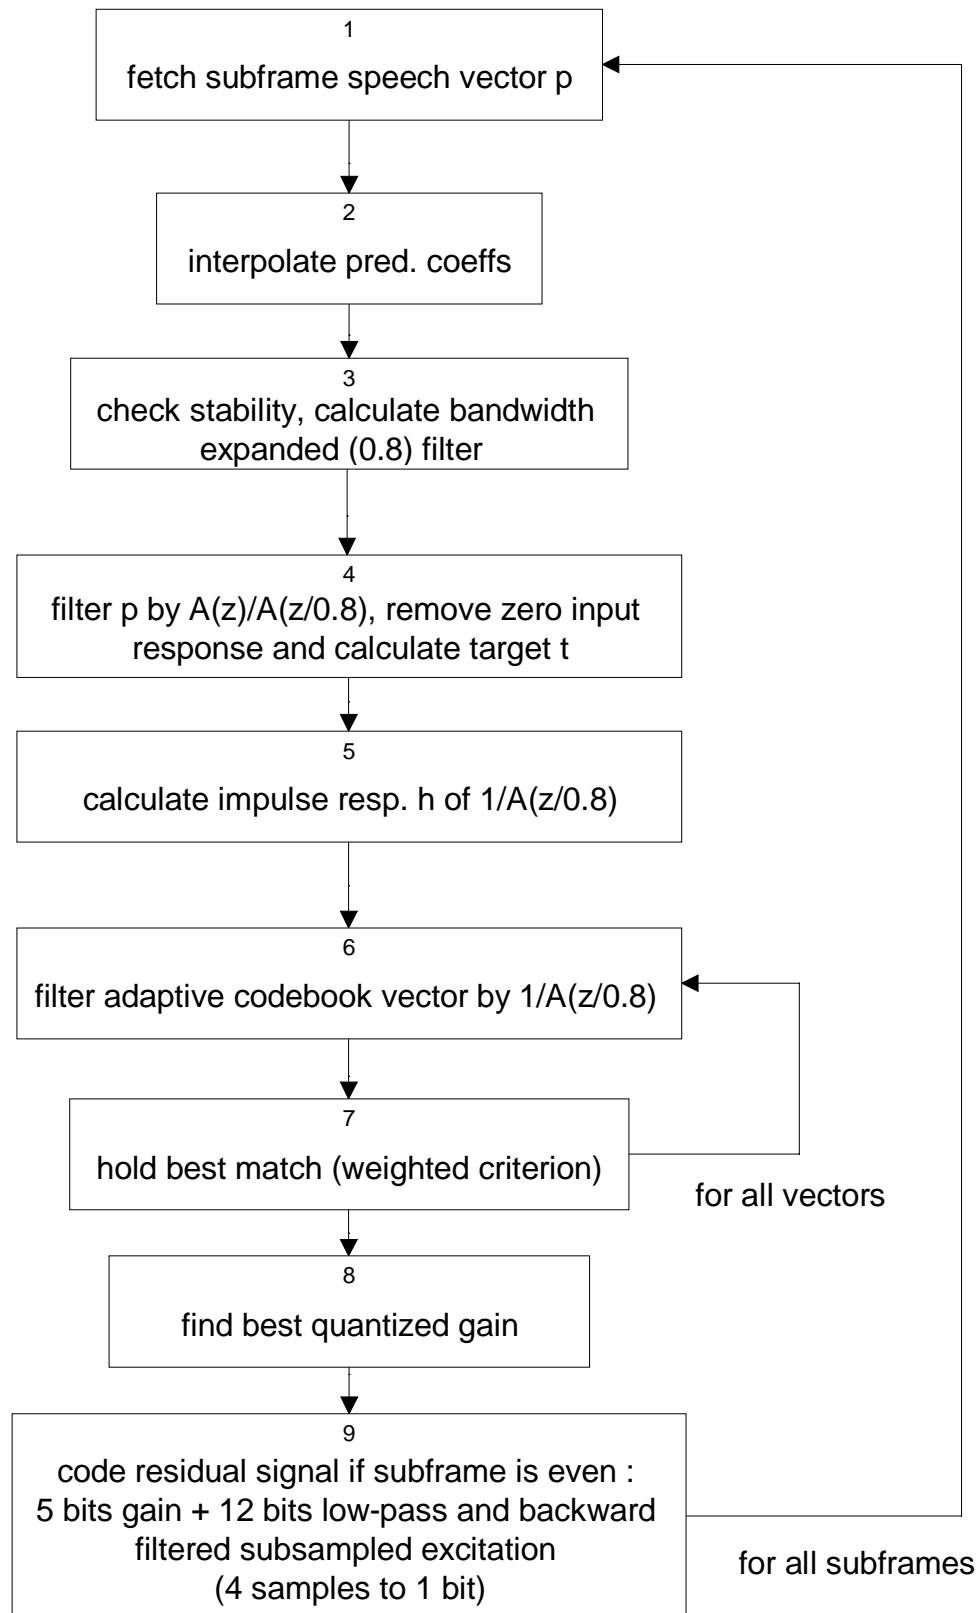 1
fetch subframe speech vector p
2
interpolate pred. coeffs
3
check stability, calculate bandwidth
expanded (0.8) filter
4
filter p by A(z)/A(z/0.8), remove zero input
response and calculate target t
5
calculate impulse resp. h of 1/A(z/0.8)
6
filter adaptive codebook vector by 1/A(z/0.8)
7
hold best match (weighted criterion)
for all vectors
8
find best quantized gain
9
code residual signal if subframe is even :
5 bits gain + 12 bits low-pass and backward
filtered subsampled excitation
(4 samples to 1 bit)
for all subframes